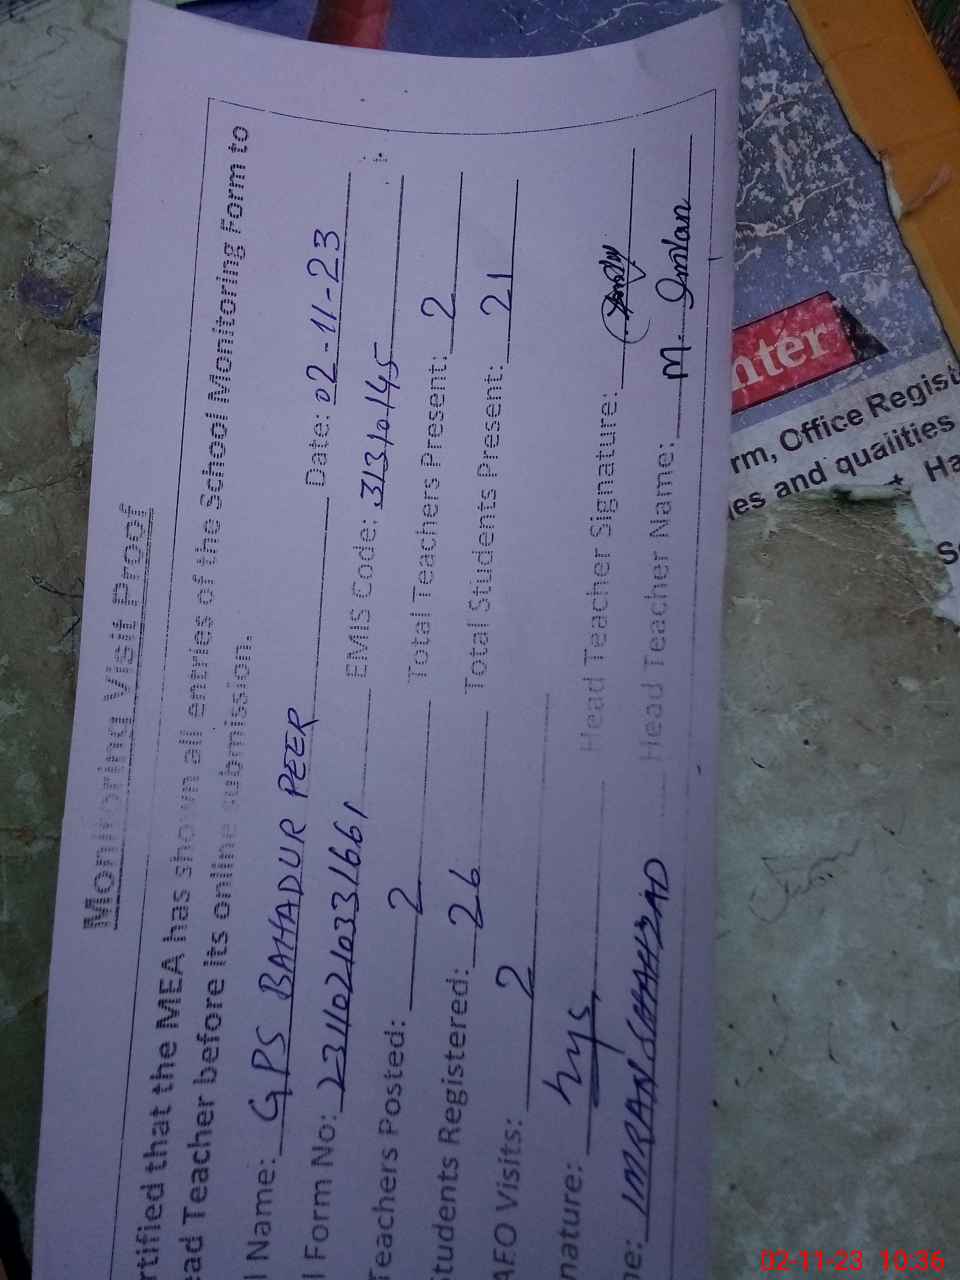 Monitoring Visit Proof
rtified that the MEA has shown all entries of the School Monitoring Form to
ead Teacher before its online submission.
l Name: GPS BAHADUR PEER Date: 02-11-23
l Form No: 23110210331661 EMIS Code: 31310145
Teachers Posted: 2 Total Teachers Present: 2
Students Registered: 26 Total Students Present: 21
AEO Visits: 2
nature: Head Teacher Signature:
ne: IMRAN SHAHZAD Head Teacher Name: M. Imran
nter
rm, Office Regist
les and qualities
Ha
S
02-11-23 10:36